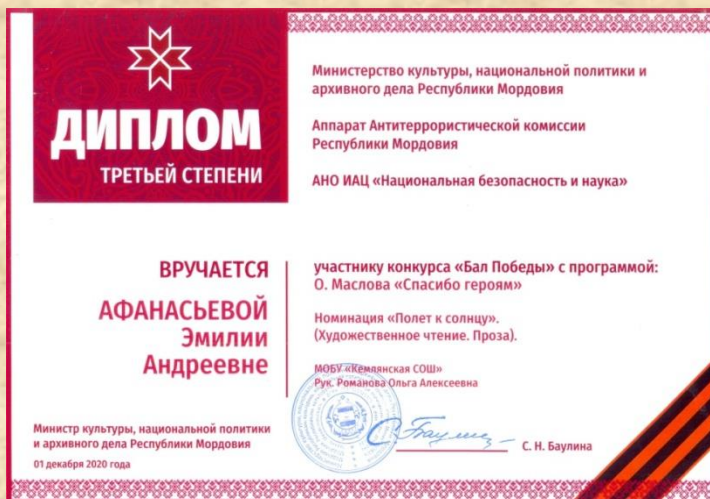 ДИПЛОМ
ТРЕТЬЕЙ СТЕПЕНИ
Министерство культуры, национальной политики и
архивного дела Республики Мордовия
Аппарат Антитеррористической комиссии
Республики Мордовия
АНО ИАЦ «Национальная безопасность и наука»
ВРУЧАЕТСЯ
АФАНАСЬЕВОЙ
Эмилии
Андреевне
участнику конкурса «Бал Победы» с программой:
О. Маслова «Спасибо героям»
Номинация «Полет к солнцу».
(Художественное чтение. Проза).
МОБУ «Кемлянская СОШ»
Рук. Романова Ольга Алексеевна
Министр культуры, национальной политики
и архивного дела Республики Мордовия
01 декабря 2020 года
С. Н. Баулина